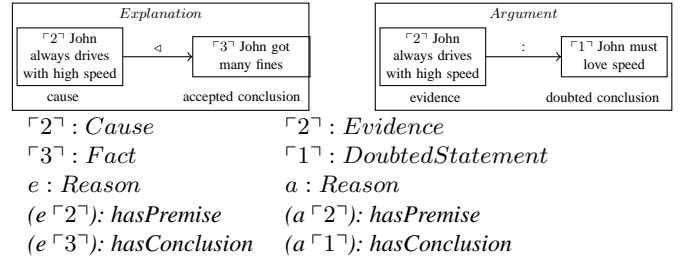 Explanation
⌜2⌝ John always drives with high speed
◁
⌜3⌝ John got many fines
cause
accepted conclusion
Argument
⌜2⌝ John always drives with high speed
:
⌜1⌝ John must love speed
evidence
doubted conclusion
⌜2⌝ : Cause
⌜3⌝ : Fact
e : Reason
(e ⌜2⌝): hasPremise
(e ⌜3⌝): hasConclusion
⌜2⌝ : Evidence
⌜1⌝ : DoubtedStatement
a : Reason
(a ⌜2⌝): hasPremise
(a ⌜1⌝): hasConclusion